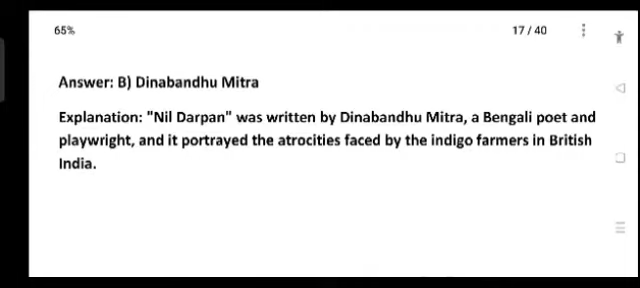 65%
17 / 40
Answer: B) Dinabandhu Mitra
Explanation: "Nil Darpan" was written by Dinabandhu Mitra, a Bengali poet and
playwright, and it portrayed the atrocities faced by the indigo farmers in British
India.